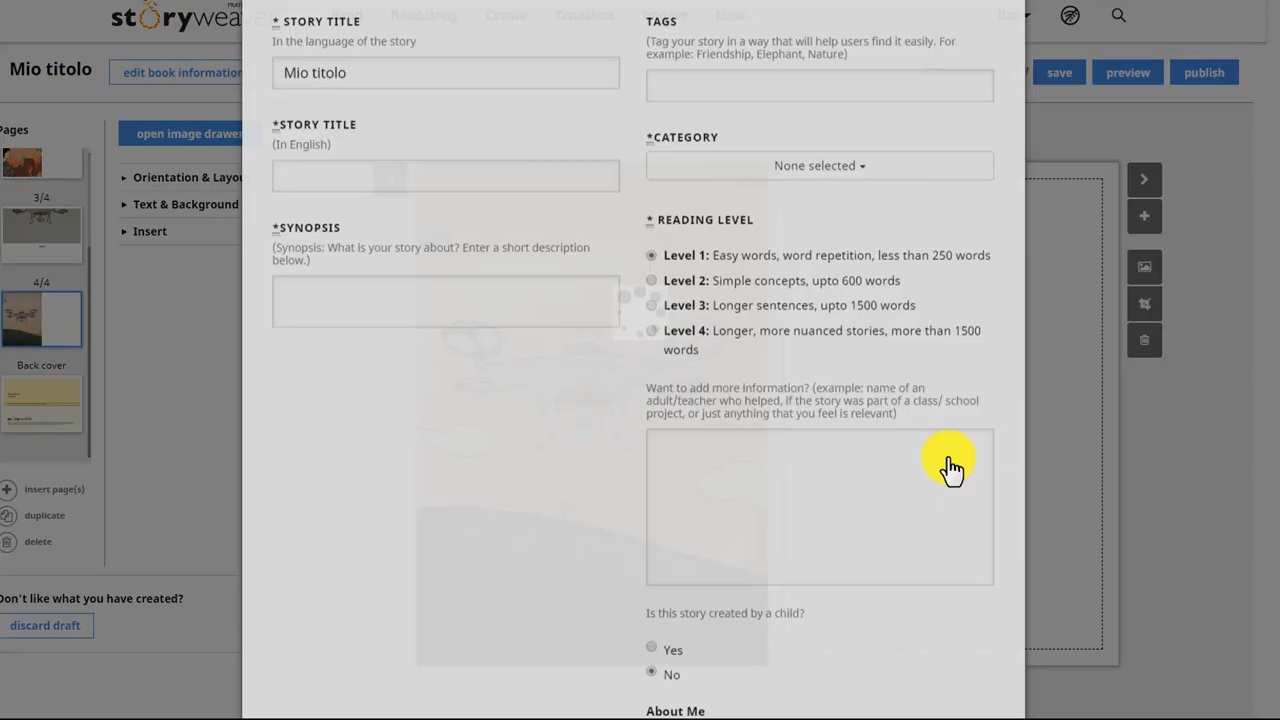 storyweaver
Read Readalong Create Translate Images Lists
Mio titolo
edit book information
save
preview
publish
Pages
3/4
4/4
Back cover
insert page(s)
duplicate
delete
Don't like what you have created?
discard draft
open image drawer
Orientation & Layou
Text & Background
Insert
* STORY TITLE
In the language of the story
Mio titolo
*STORY TITLE
(In English)
*SYNOPSIS
(Synopsis: What is your story about? Enter a short description
below.)
TAGS
(Tag your story in a way that will help users find it easily. For
example: Friendship, Elephant, Nature)
*CATEGORY
None selected
* READING LEVEL
Level 1: Easy words, word repetition, less than 250 words
Level 2: Simple concepts, upto 600 words
Level 3: Longer sentences, upto 1500 words
Level 4: Longer, more nuanced stories, more than 1500
words
Want to add more information? (example: name of an
adult/teacher who helped, if the story was part of a class/ school
project, or just anything that you feel is relevant)
Is this story created by a child?
Yes
No
About Me